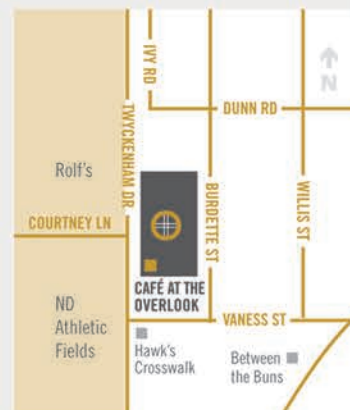 IVY RD
N
DUNN RD
TWYCKENHAM DR.
Rolf's
BURDETTE ST
WILLIS ST
COURTNEY LN
CAFÉ AT THE
OVERLOOK
ND
Athletic
Fields
VANESS ST
Hawk's
Crosswalk
Between
the Buns